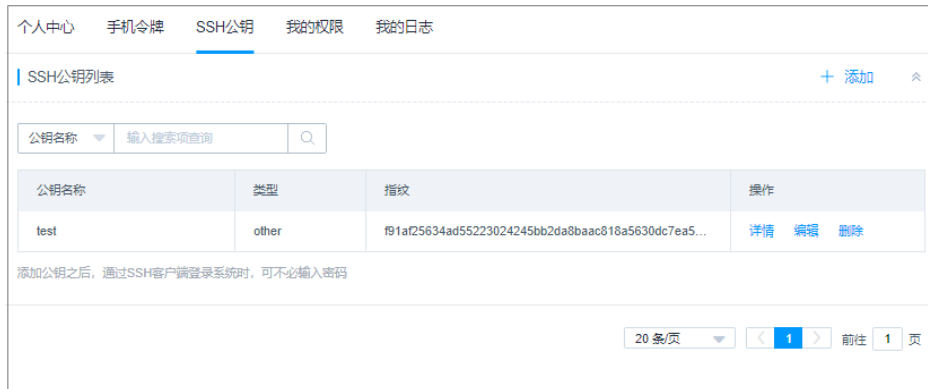 个人中心 手机令牌 SSH公钥 我的权限 我的日志
SSH公钥列表 + 添加
公钥名称 输入搜索项查询
公钥名称 类型 指纹 操作
test other f91af25634ad55223024245bb2da8baac818a5630dc7ea5... 详情 编辑 删除
添加公钥之后，通过SSH客户端登录系统时，可不必输入密码
20 条/页 1 前往 1 页